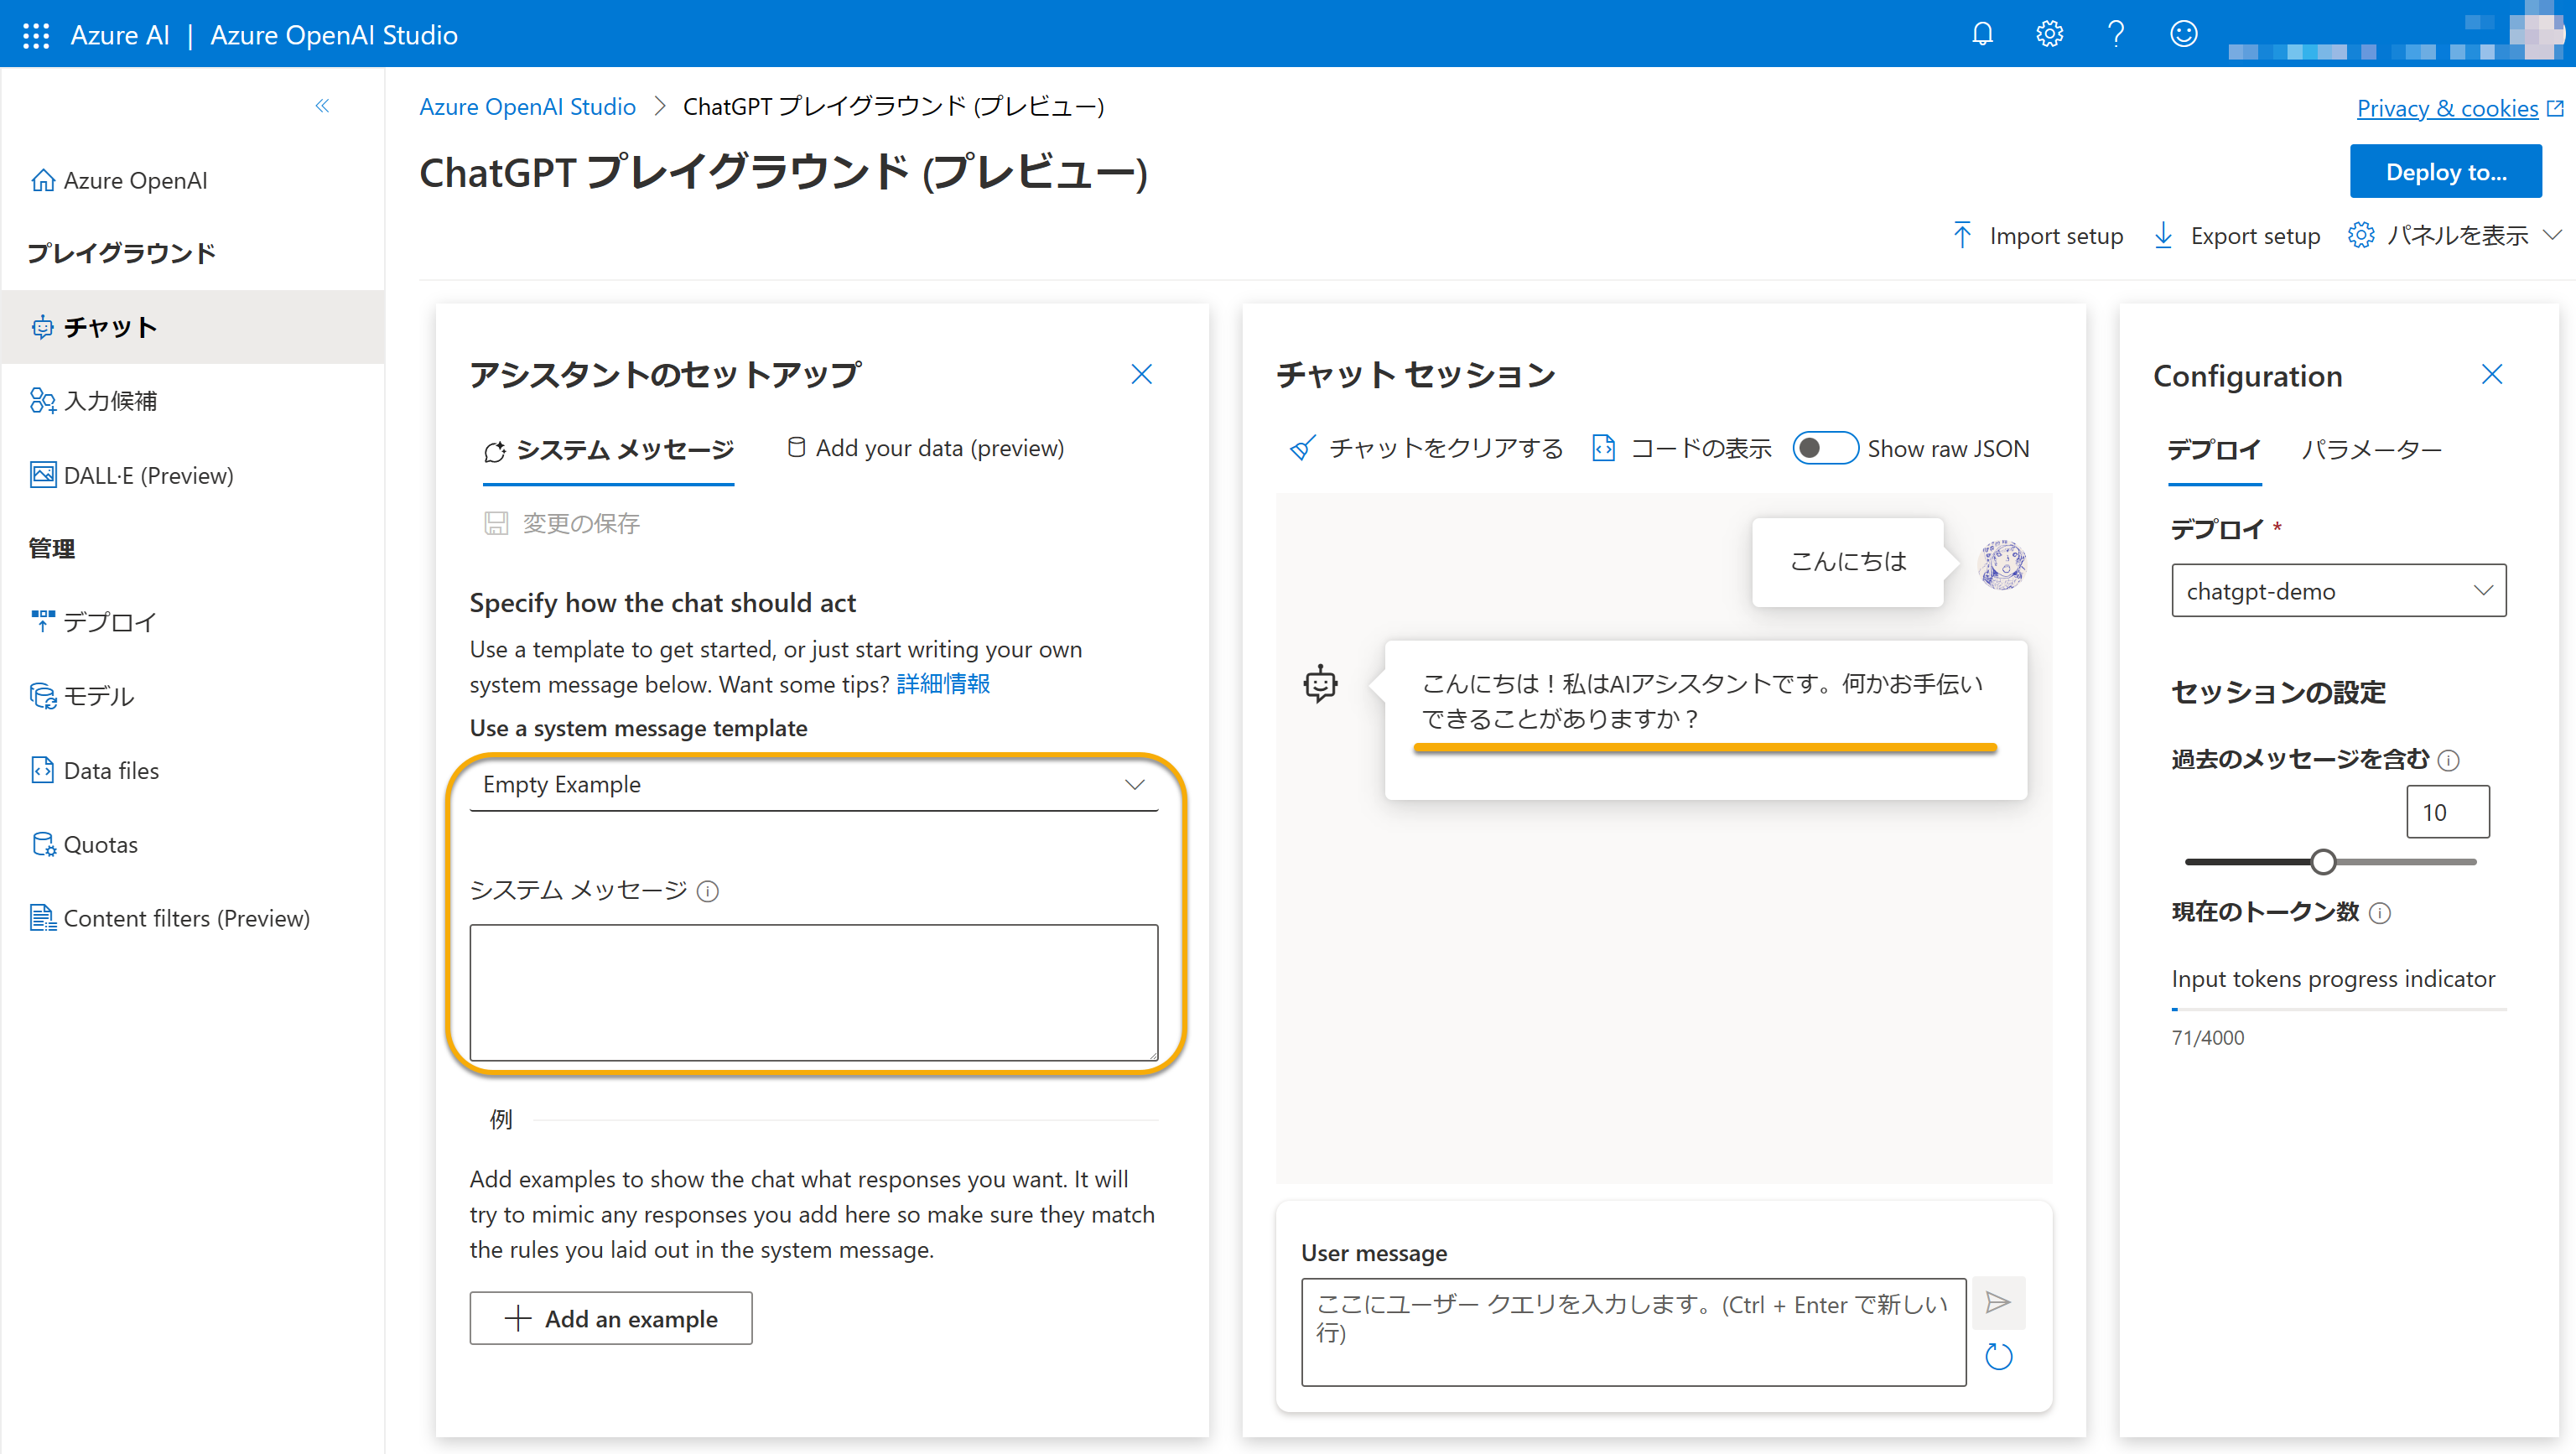 Azure AI | Azure OpenAI Studio
Azure OpenAI Studio > ChatGPT プレイグラウンド (プレビュー)
Privacy & cookies
ChatGPT プレイグラウンド (プレビュー)
Deploy to...
Import setup
Export setup
パネルを表示
Azure OpenAI
プレイグラウンド
チャット
入力候補
DALL·E (Preview)
管理
デプロイ
モデル
Data files
Quotas
Content filters (Preview)
アシスタントのセットアップ
システム メッセージ
Add your data (preview)
変更の保存
Specify how the chat should act
Use a template to get started, or just start writing your own
system message below. Want some tips? 詳細情報
Use a system message template
Empty Example
システム メッセージ
例
Add examples to show the chat what responses you want. It will
try to mimic any responses you add here so make sure they match
the rules you laid out in the system message.
Add an example
チャット セッション
チャットをクリアする
コードの表示
Show raw JSON
こんにちは
こんにちは！私はAIアシスタントです。何かお手伝い
できることがありますか？
User message
ここにユーザー クエリを入力します。(Ctrl + Enter で新しい
行)
Configuration
デプロイ
パラメーター
デプロイ *
chatgpt-demo
セッションの設定
過去のメッセージを含む
10
現在のトークン数
Input tokens progress indicator
71/4000